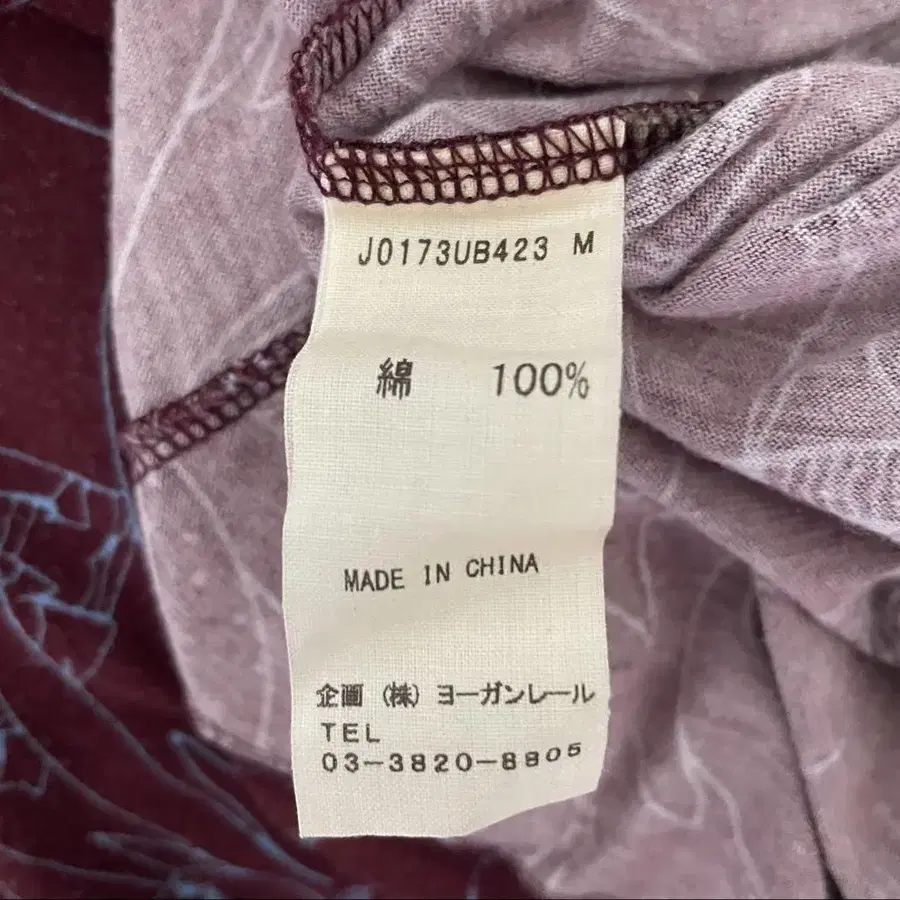 J0173UB423 M
綿 100%
MADE IN CHINA
企画 (株) ヨーガンレール
TEL
03-3820-8805